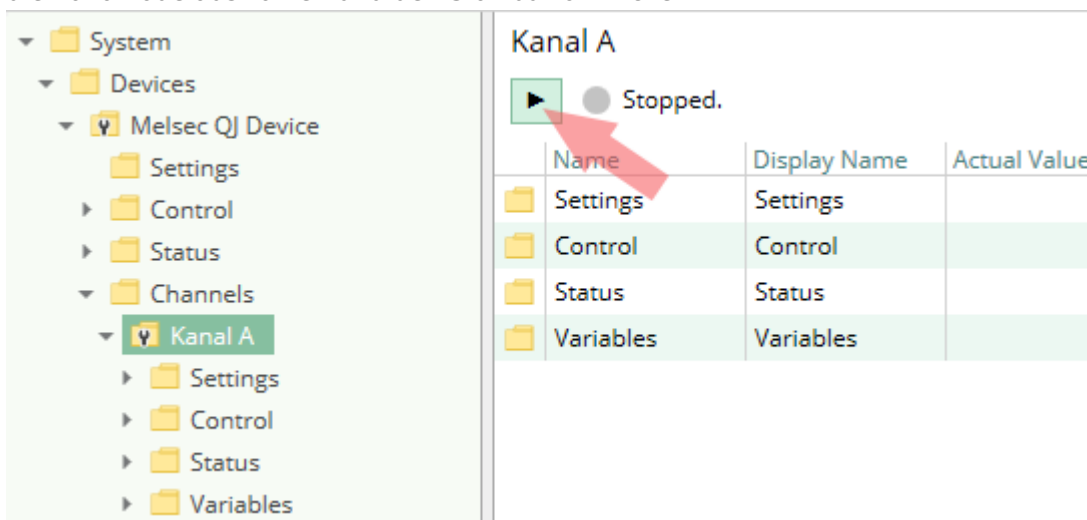 System
Devices
Melsec QJ Device
Settings
Control
Status
Channels
Kanal A
Settings
Control
Status
Variables
Kanal A
Stopped.
Name Display Name Actual Value
Settings Settings
Control Control
Status Status
Variables Variables